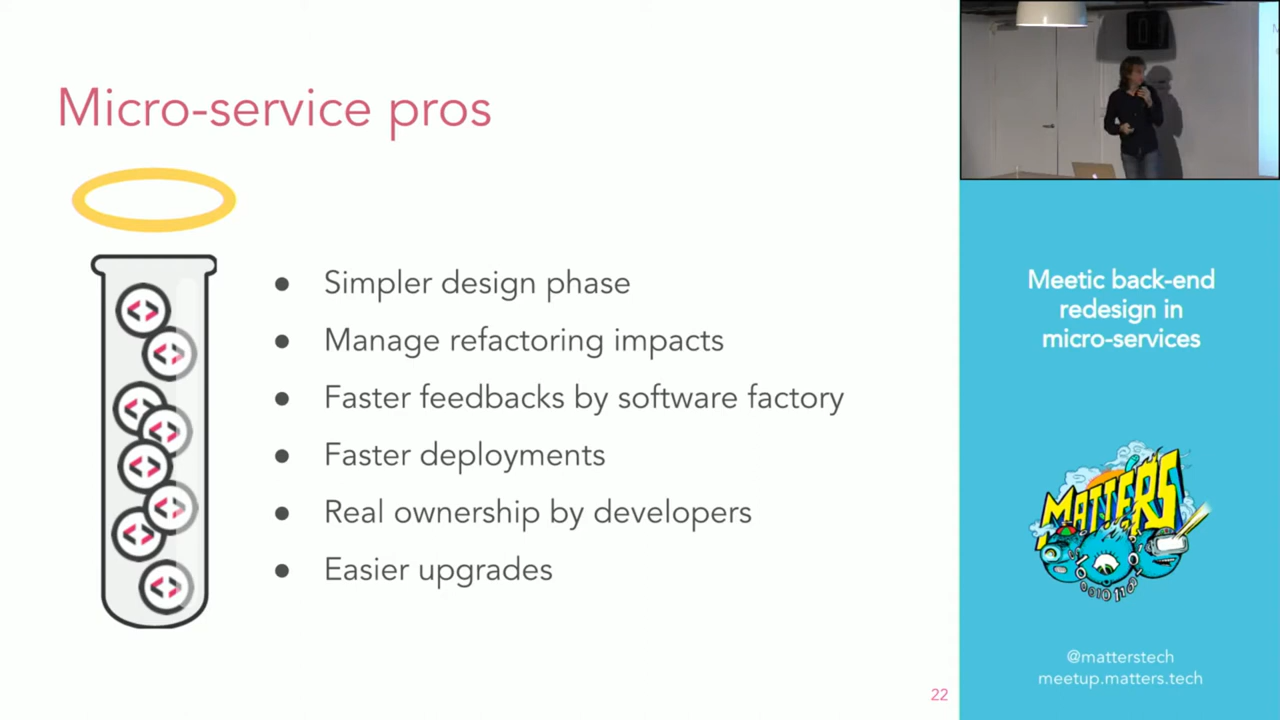 Micro-service pros
● Simpler design phase
● Manage refactoring impacts
● Faster feedbacks by software factory
● Faster deployments
● Real ownership by developers
● Easier upgrades
22
Meetic back-end
redesign in
micro-services
MATTERS
@matterstech
meetup.matters.tech